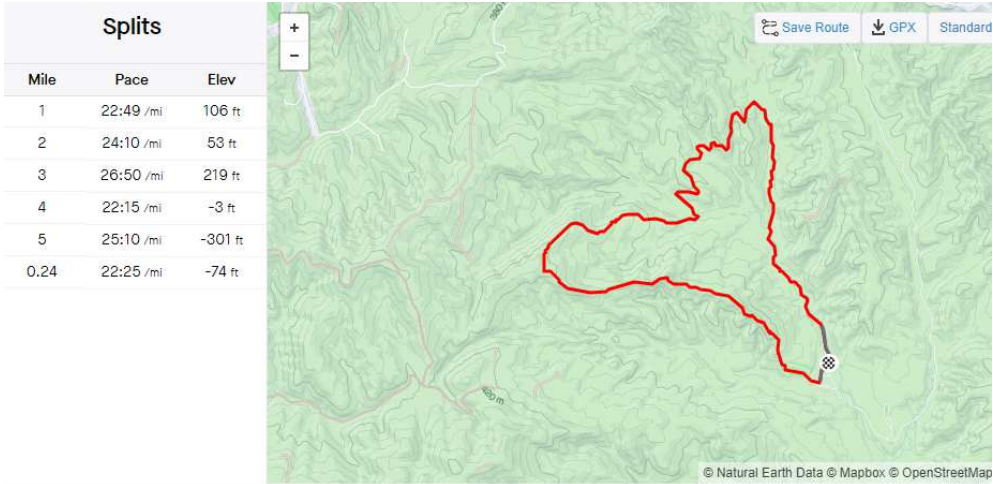 Splits
Mile Pace Elev
1 22:49 /mi 106 ft
2 24:10 /mi 53 ft
3 26:50 /mi 219 ft
4 22:15 /mi -3 ft
5 25:10 /mi -301 ft
0.24 22:25 /mi -74 ft
+
−
Save Route GPX Standard
420 m
© Natural Earth Data © Mapbox © OpenStreetMap